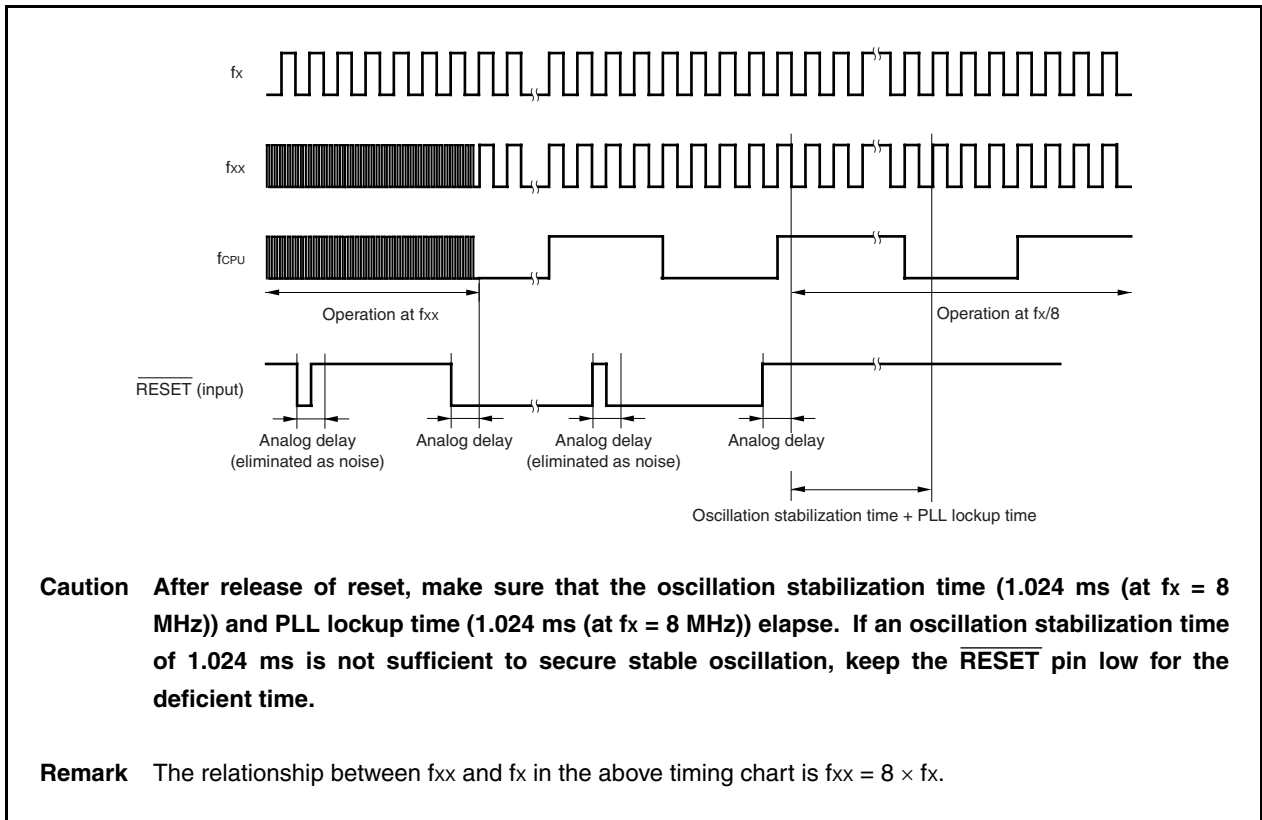 fX
fXX
fCPU
Operation at fXX
Operation at fX/8
RESET (input)
Analog delay
(eliminated as noise)
Analog delay
Analog delay
(eliminated as noise)
Analog delay
Oscillation stabilization time + PLL lockup time
Caution After release of reset, make sure that the oscillation stabilization time (1.024 ms (at fX = 8
MHz)) and PLL lockup time (1.024 ms (at fX = 8 MHz)) elapse. If an oscillation stabilization time
of 1.024 ms is not sufficient to secure stable oscillation, keep the RESET pin low for the
deficient time.
Remark The relationship between fXX and fX in the above timing chart is fXX = 8 × fX.